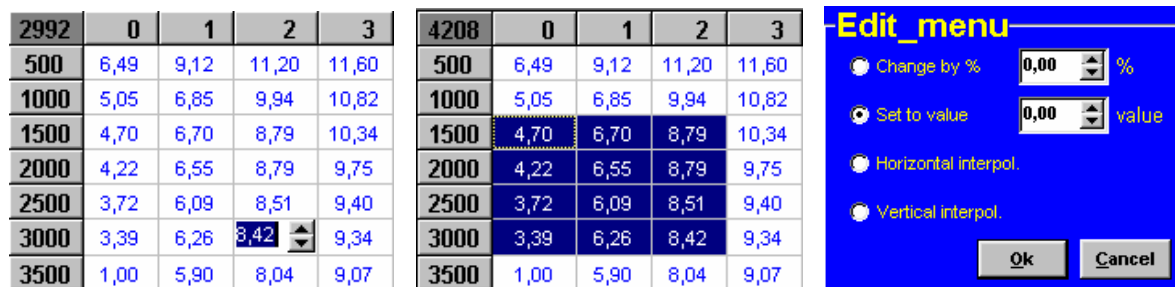 2992 0 1 2 3
500 6,49 9,12 11,20 11,60
1000 5,05 6,85 9,94 10,82
1500 4,70 6,70 8,79 10,34
2000 4,22 6,55 8,79 9,75
2500 3,72 6,09 8,51 9,40
3000 3,39 6,26 8,42 9,34
3500 1,00 5,90 8,04 9,07
4208 0 1 2 3
500 6,49 9,12 11,20 11,60
1000 5,05 6,85 9,94 10,82
1500 4,70 6,70 8,79 10,34
2000 4,22 6,55 8,79 9,75
2500 3,72 6,09 8,51 9,40
3000 3,39 6,26 8,42 9,34
3500 1,00 5,90 8,04 9,07
Edit_menu
Change by % 0,00 %
Set to value 0,00 value
Horizontal interpol.
Vertical interpol.
Ok Cancel